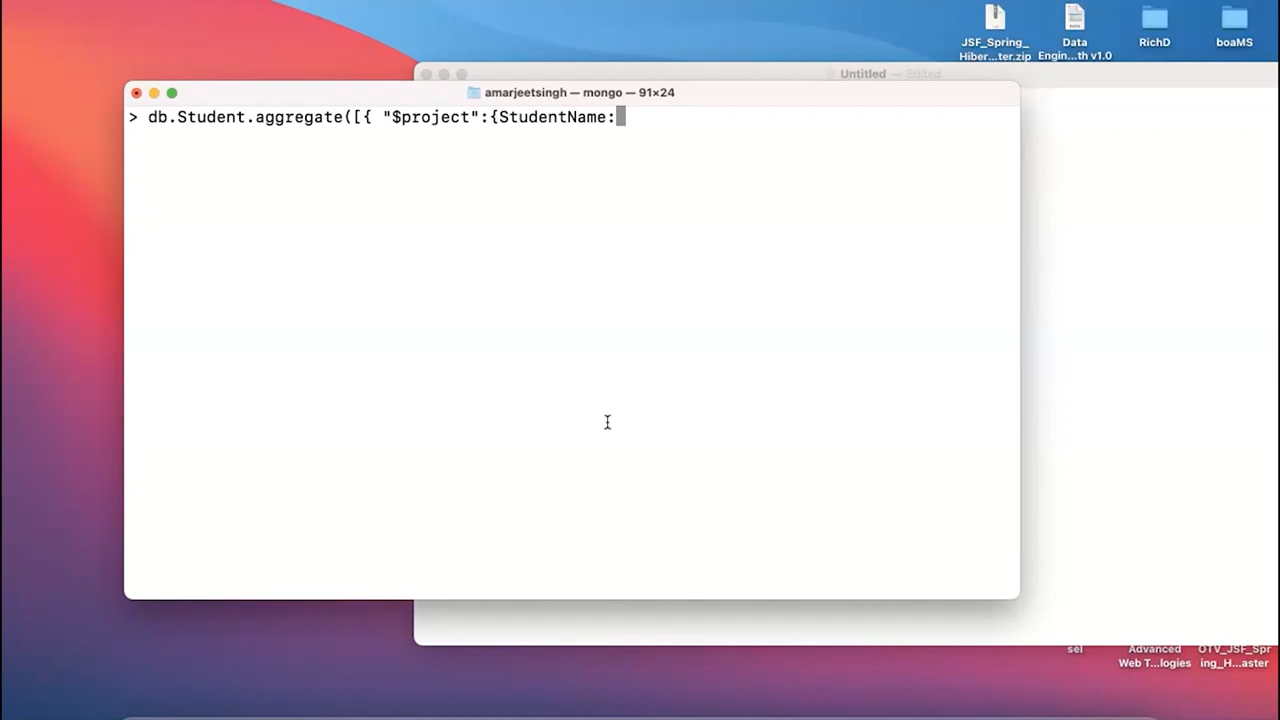 JSF_Spring_
Hiber...ter.zip
Data
Engin...th v1.0
RichD
boaMS
Untitled — Edited
amarjeetsingh — mongo — 91×24
> db.Student.aggregate([{ "$project":{StudentName:
sel
Advanced
Web T...logies
OTV_JSF_Spr
ing_H...aster